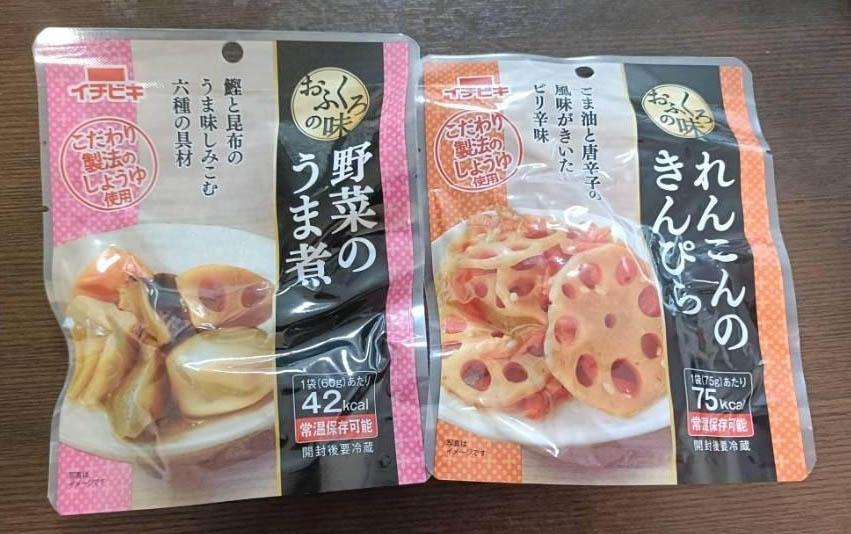 イチビキ
おふくろ
の味
鰹と昆布の
うま味しみこむ
六種の具材
こだわり
製法の
しょうゆ
使用
野菜の
うま煮
1袋(60g)あたり
42kcal
常温保存可能
開封後要冷蔵
写真は
イメージです
イチビキ
おふくろ
の味
ごま油と唐辛子の
風味がきいた
ピリ辛味
こだわり
製法の
しょうゆ
使用
れんこんの
きんぴら
1袋(75g)あたり
75kcal
常温保存可能
開封後要冷蔵
写真は
イメージです